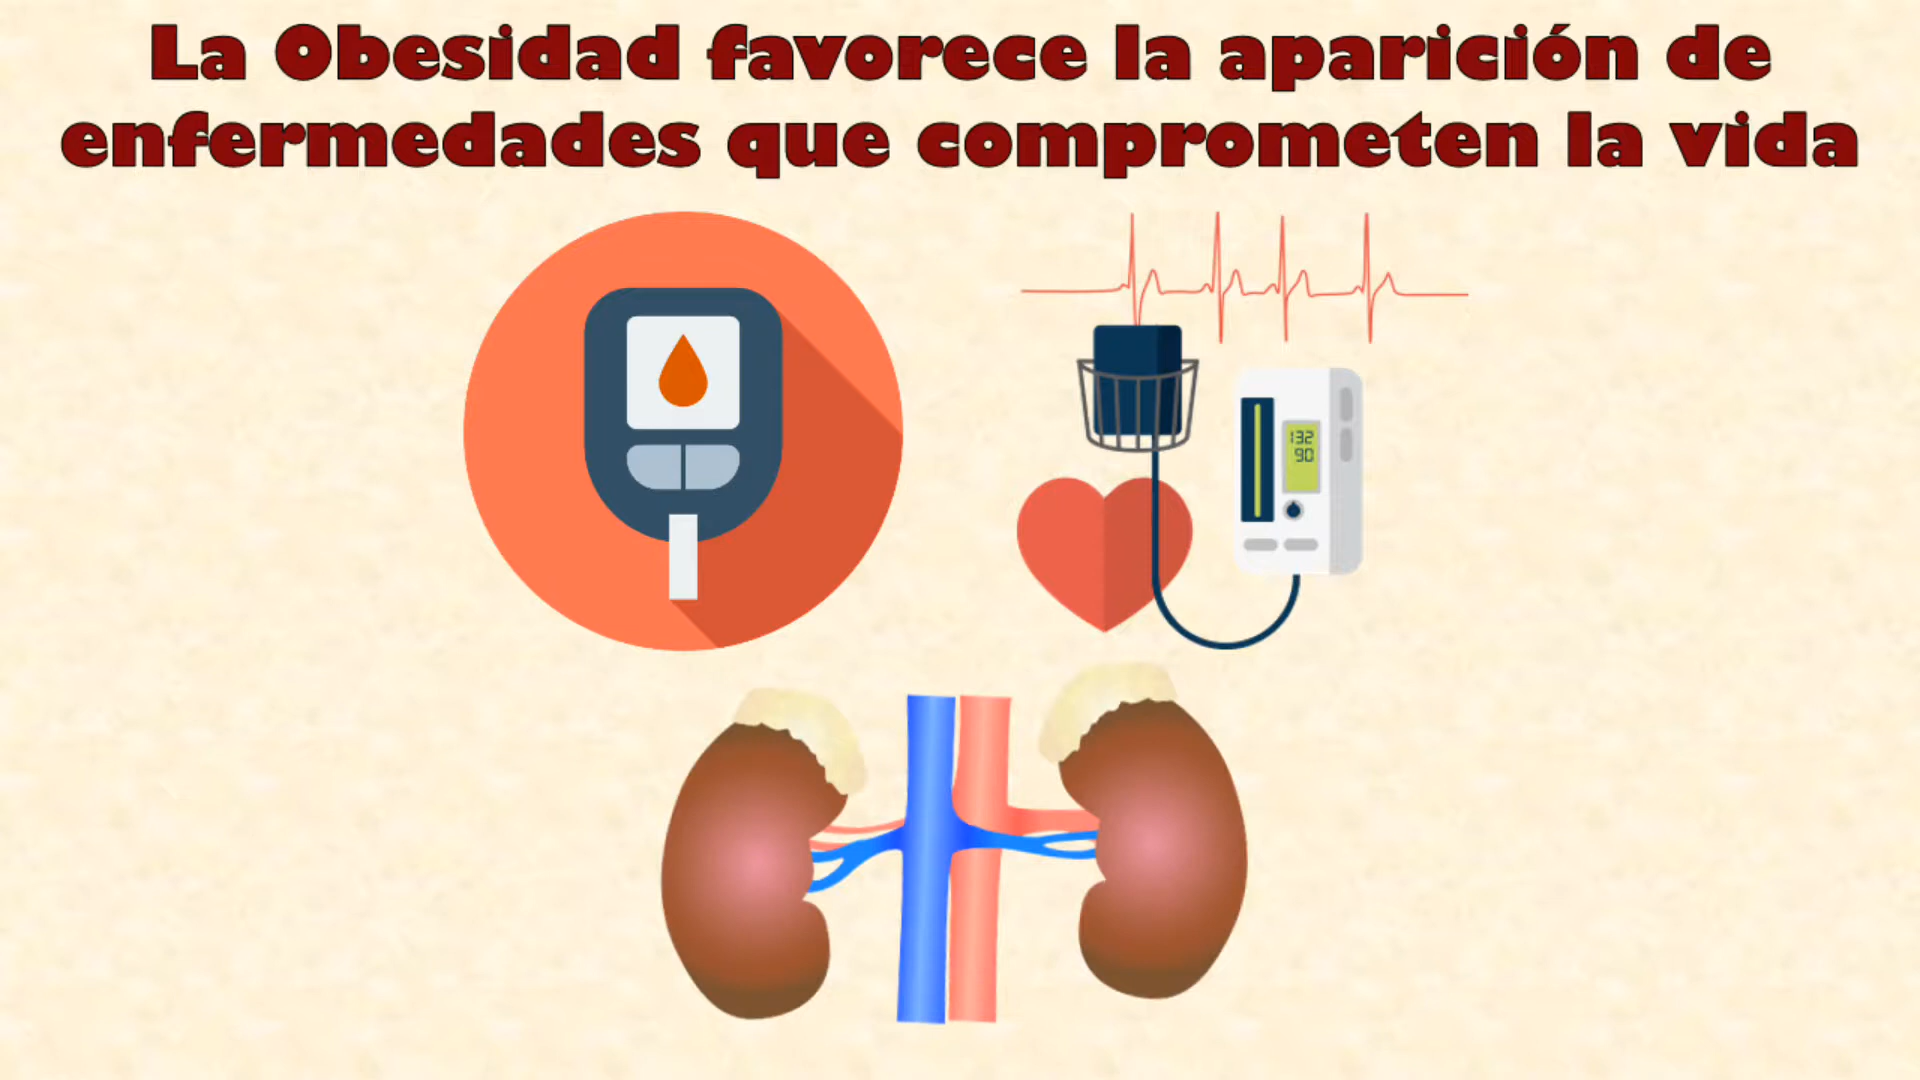 La Obesidad favorece la aparición de
enfermedades que comprometen la vida
132
90